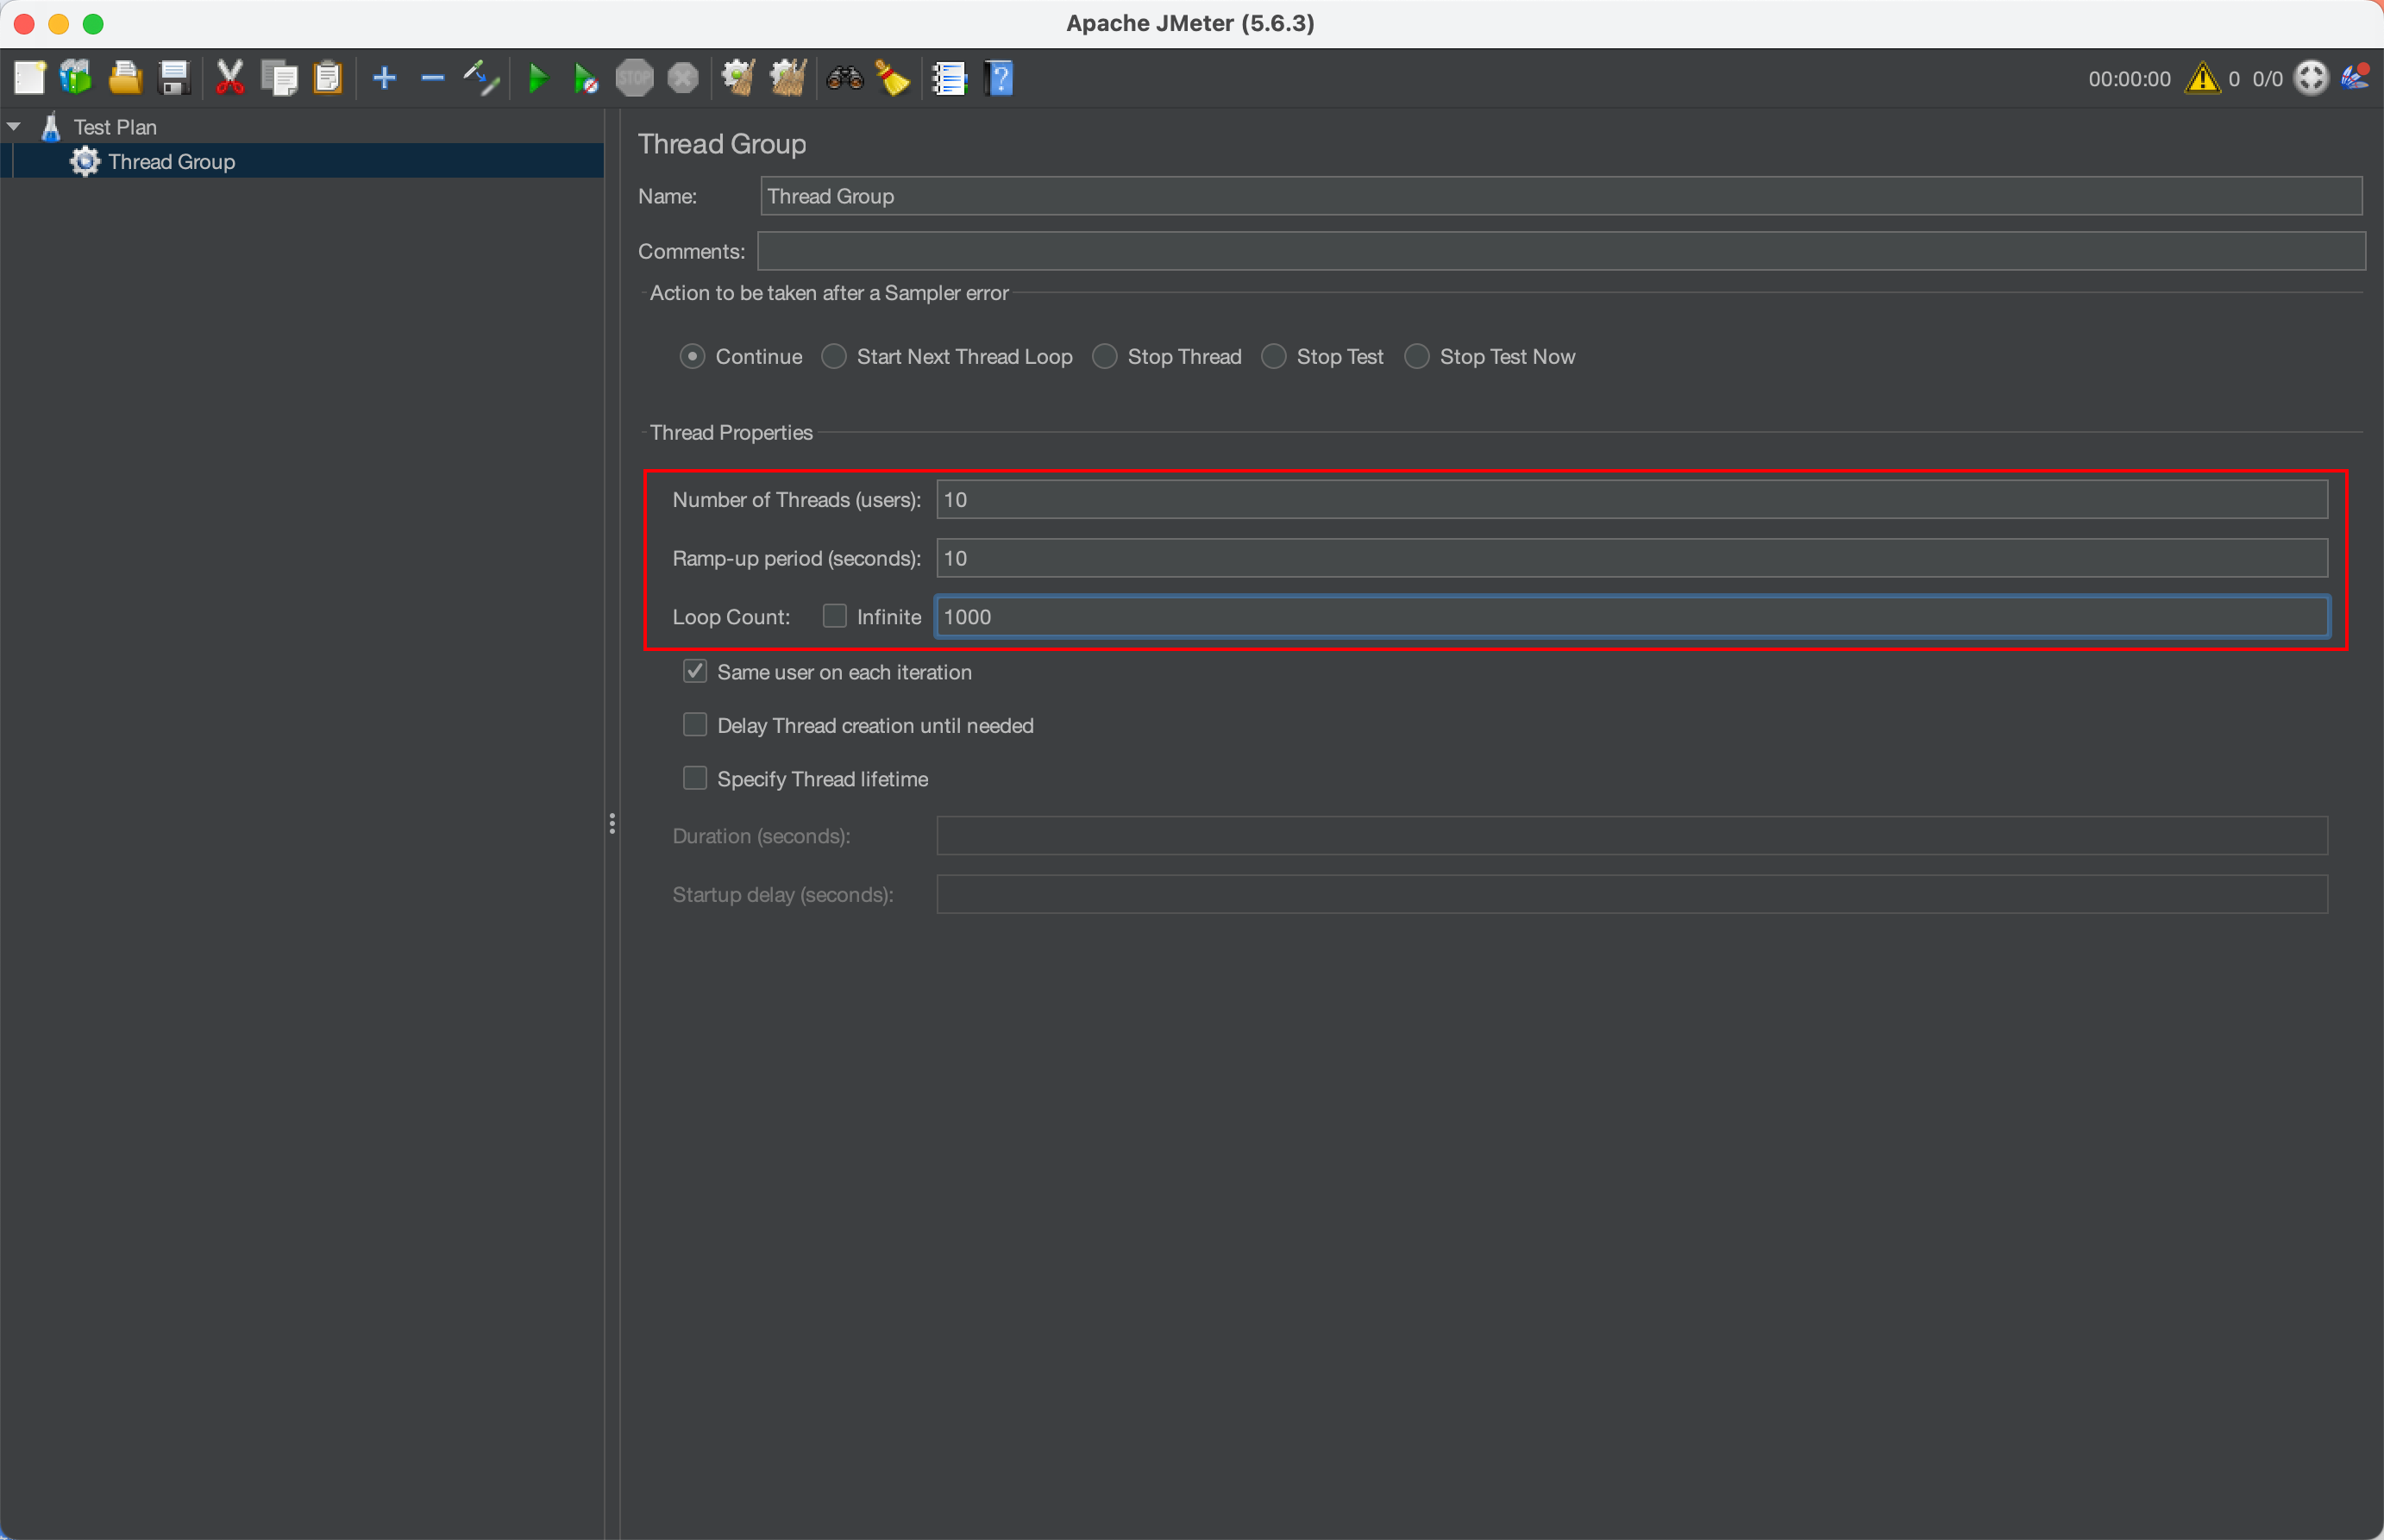 Apache JMeter (5.6.3)
STOP
00:00:00 0 0/0
Test Plan
Thread Group
Thread Group
Name: Thread Group
Comments:
Action to be taken after a Sampler error
Continue Start Next Thread Loop Stop Thread Stop Test Stop Test Now
Thread Properties
Number of Threads (users): 10
Ramp-up period (seconds): 10
Loop Count: Infinite 1000
Same user on each iteration
Delay Thread creation until needed
Specify Thread lifetime
Duration (seconds):
Startup delay (seconds):